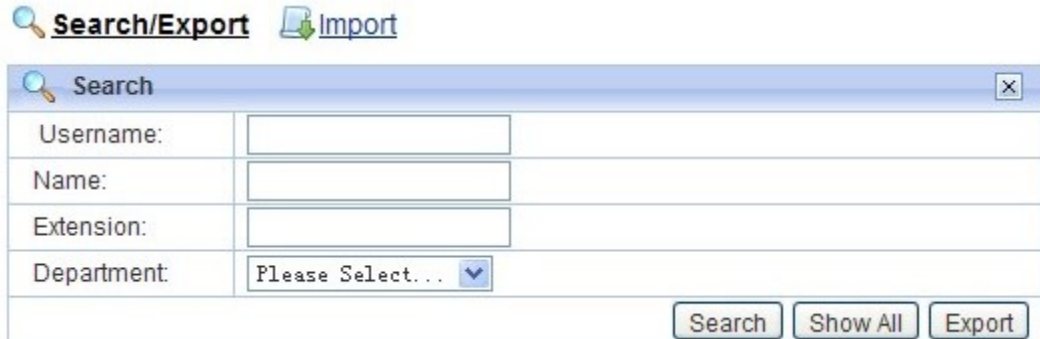 Search/Export Import
Search
Username:
Name:
Extension:
Department: Please Select...
Search Show All Export